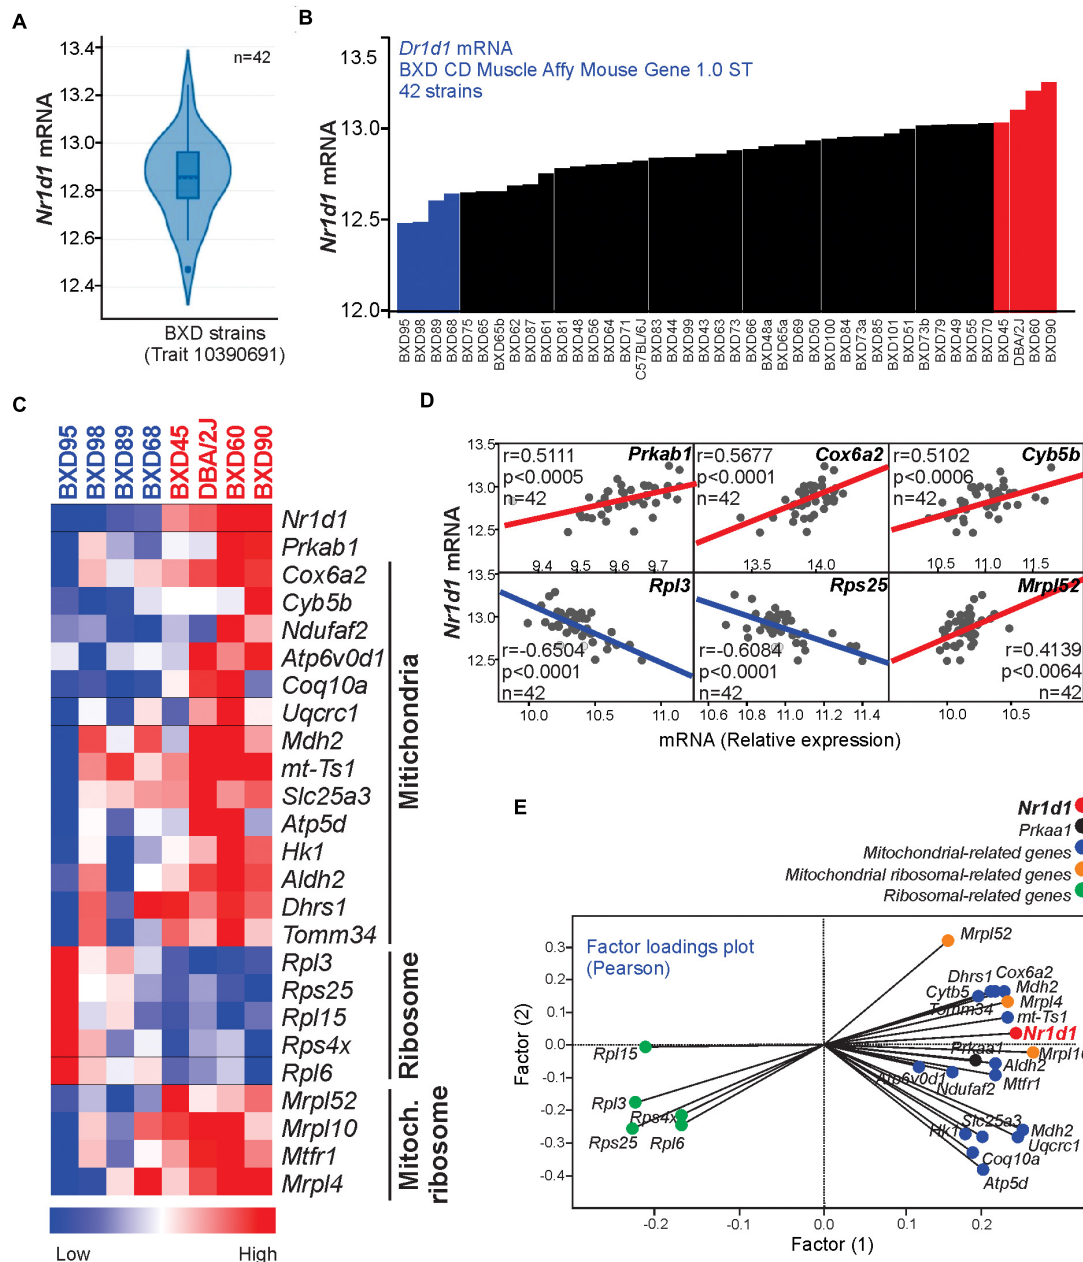 A
n=42
13.4
13.2
13.0
12.8
12.6
12.4
Nr1d1 mRNA
BXD strains
(Trait 10390691)
B
Dr1d1 mRNA
BXD CD Muscle Affy Mouse Gene 1.0 ST
42 strains
13.5
13.0
12.5
12.0
Nr1d1 mRNA
BXD95
BXD98
BXD89
BXD68
BXD75
BXD65
BXD65b
BXD62
BXD87
BXD61
BXD81
BXD48
BXD56
BXD64
BXD71
C57BL/6J
BXD83
BXD44
BXD99
BXD43
BXD63
BXD73
BXD66
BXD48a
BXD65a
BXD69
BXD50
BXD100
BXD84
BXD73a
BXD85
BXD101
BXD51
BXD73b
BXD79
BXD49
BXD55
BXD70
BXD45
DBA/2J
BXD60
BXD90
C
BXD95
BXD98
BXD89
BXD68
BXD45
DBA/2J
BXD60
BXD90
Nr1d1
Prkab1
Cox6a2
Cyb5b
Ndufaf2
Atp6v0d1
Coq10a
Uqcrc1
Mdh2
mt-Ts1
Slc25a3
Atp5d
Hk1
Aldh2
Dhrs1
Tomm34
Rpl3
Rps25
Rpl15
Rps4x
Rpl6
Mrpl52
Mrpl10
Mtfr1
Mrpl4
Mitichondria
Ribosome
Mitoch.
ribosome
Low
High
D
Nr1d1 mRNA
13.5
13.0
12.5
r=0.5111
p<0.0005
n=42
Prkab1
9.4 9.5 9.6 9.7
r=0.5677
p<0.0001
n=42
Cox6a2
13.5 14.0
r=0.5102
p<0.0006
n=42
Cyb5b
10.5 11.0 11.5
13.5
13.0
12.5
Rpl3
r=-0.6504
p<0.0001
n=42
10.0 10.5 11.0
Rps25
r=-0.6084
p<0.0001
n=42
10.6 10.8 11.0 11.2 11.4
Mrpl52
r=0.4139
p<0.0064
n=42
10.0 10.5
mRNA (Relative expression)
E
Nr1d1
Prkaa1
Mitochondrial-related genes
Mitochondrial ribosomal-related genes
Ribosomal-related genes
Factor loadings plot
(Pearson)
Factor (2)
0.3
0.2
0.1
0.0
-0.1
-0.2
-0.3
-0.4
Mrpl52
Dhrs1
Cox6a2
Cytb5
Mdh2
Tomm34
Mrpl4
mt-Ts1
Nr1d1
Prkaa1
Mrpl10
Aldh2
Atp6v0d1
Ndufaf2
Mtfr1
Rpl15
Rpl3
Rps4x
Rps25
Rpl6
Slc25a3
Hk1
Mdh2
Uqcrc1
Coq10a
Atp5d
-0.2 -0.1 0.0 0.1 0.2
Factor (1)